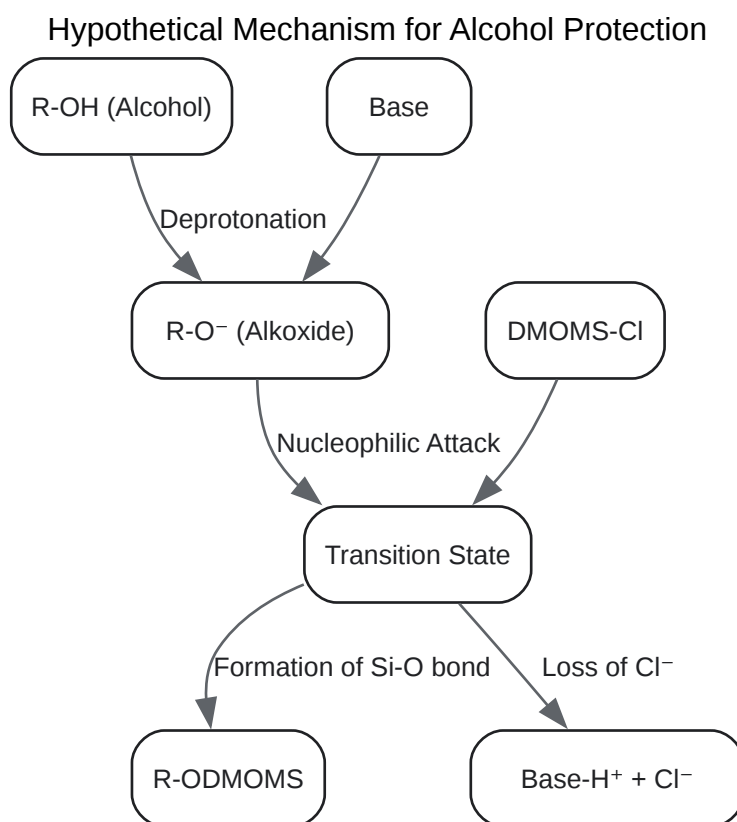 Hypothetical Mechanism for Alcohol Protection
R-OH (Alcohol)
Base
Deprotonation
R-O⁻ (Alkoxide)
DMOMS-Cl
Nucleophilic Attack
Transition State
Formation of Si-O bond
Loss of Cl⁻
R-ODMOMS
Base-H⁺ + Cl⁻